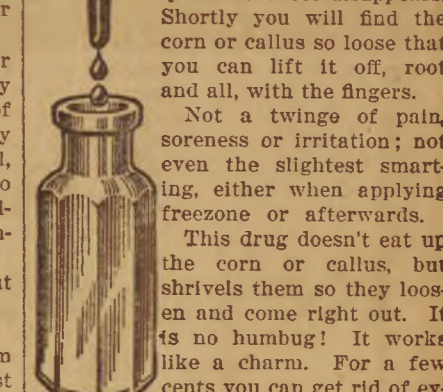 Shortly you will find the
corn or callus so loose that
you can lift it off, root
and all, with the fingers.
Not a twinge of pain,
soreness or irritation; not
even the slightest smart-
ing, either when applying
freezone or afterwards.
This drug doesn't eat up
the corn or callus, but
shrivels them so they loos-
en and come right out. It
is no humbug! It works
like a charm. For a few
cents you can get rid of ev-